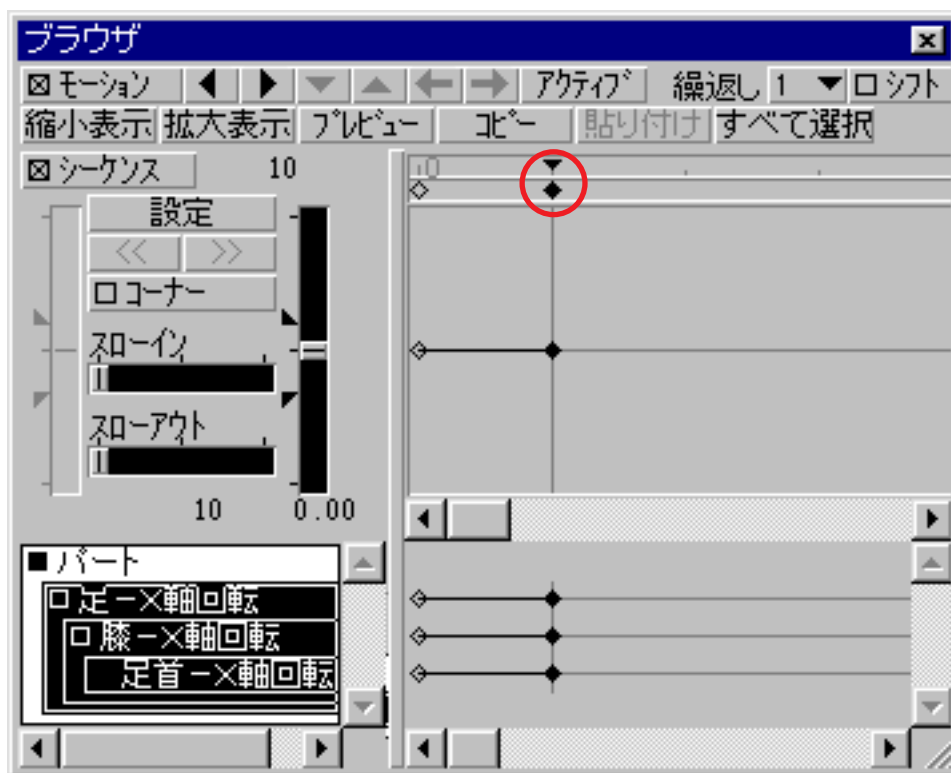 ブラウザ
モーション アクティブ 繰返し 1 シフト
縮小表示 拡大表示 プレビュー コピー 貼り付け すべて選択
シーケンス 10 0
設定
<< >>
コーナー
スローイン
スローアウト
10 0.00
パート
足−X軸回転
膝−X軸回転
足首−X軸回転